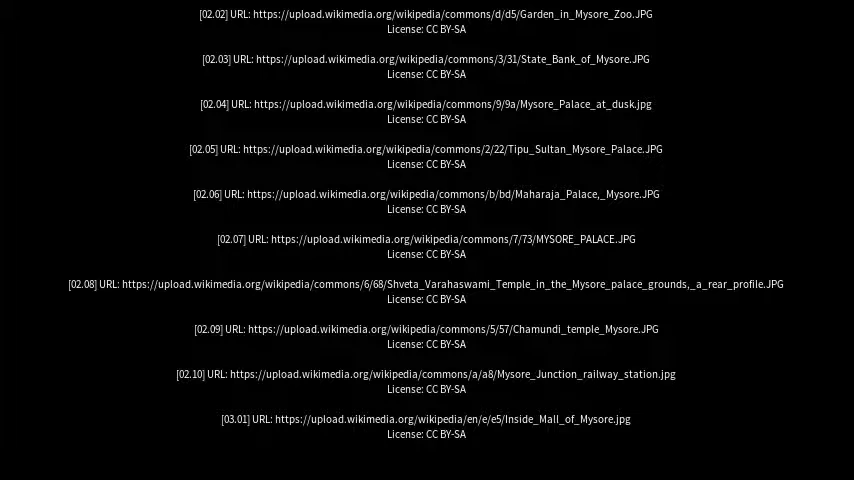 [02.02] URL: https://upload.wikimedia.org/wikipedia/commons/d/d5/Garden_in_Mysore_Zoo.JPG
License: CC BY-SA
[02.03] URL: https://upload.wikimedia.org/wikipedia/commons/3/31/State_Bank_of_Mysore.JPG
License: CC BY-SA
[02.04] URL: https://upload.wikimedia.org/wikipedia/commons/9/9a/Mysore_Palace_at_dusk.jpg
License: CC BY-SA
[02.05] URL: https://upload.wikimedia.org/wikipedia/commons/2/22/Tipu_Sultan_Mysore_Palace.JPG
License: CC BY-SA
[02.06] URL: https://upload.wikimedia.org/wikipedia/commons/b/bd/Maharaja_Palace,_Mysore.JPG
License: CC BY-SA
[02.07] URL: https://upload.wikimedia.org/wikipedia/commons/7/73/MYSORE_PALACE.JPG
License: CC BY-SA
[02.08] URL: https://upload.wikimedia.org/wikipedia/commons/6/68/Shveta_Varahaswami_Temple_in_the_Mysore_palace_grounds,_a_rear_profile.JPG
License: CC BY-SA
[02.09] URL: https://upload.wikimedia.org/wikipedia/commons/5/57/Chamundi_temple_Mysore.JPG
License: CC BY-SA
[02.10] URL: https://upload.wikimedia.org/wikipedia/commons/a/a8/Mysore_Junction_railway_station.jpg
License: CC BY-SA
[03.01] URL: https://upload.wikimedia.org/wikipedia/en/e/e5/Inside_Mall_of_Mysore.jpg
License: CC BY-SA